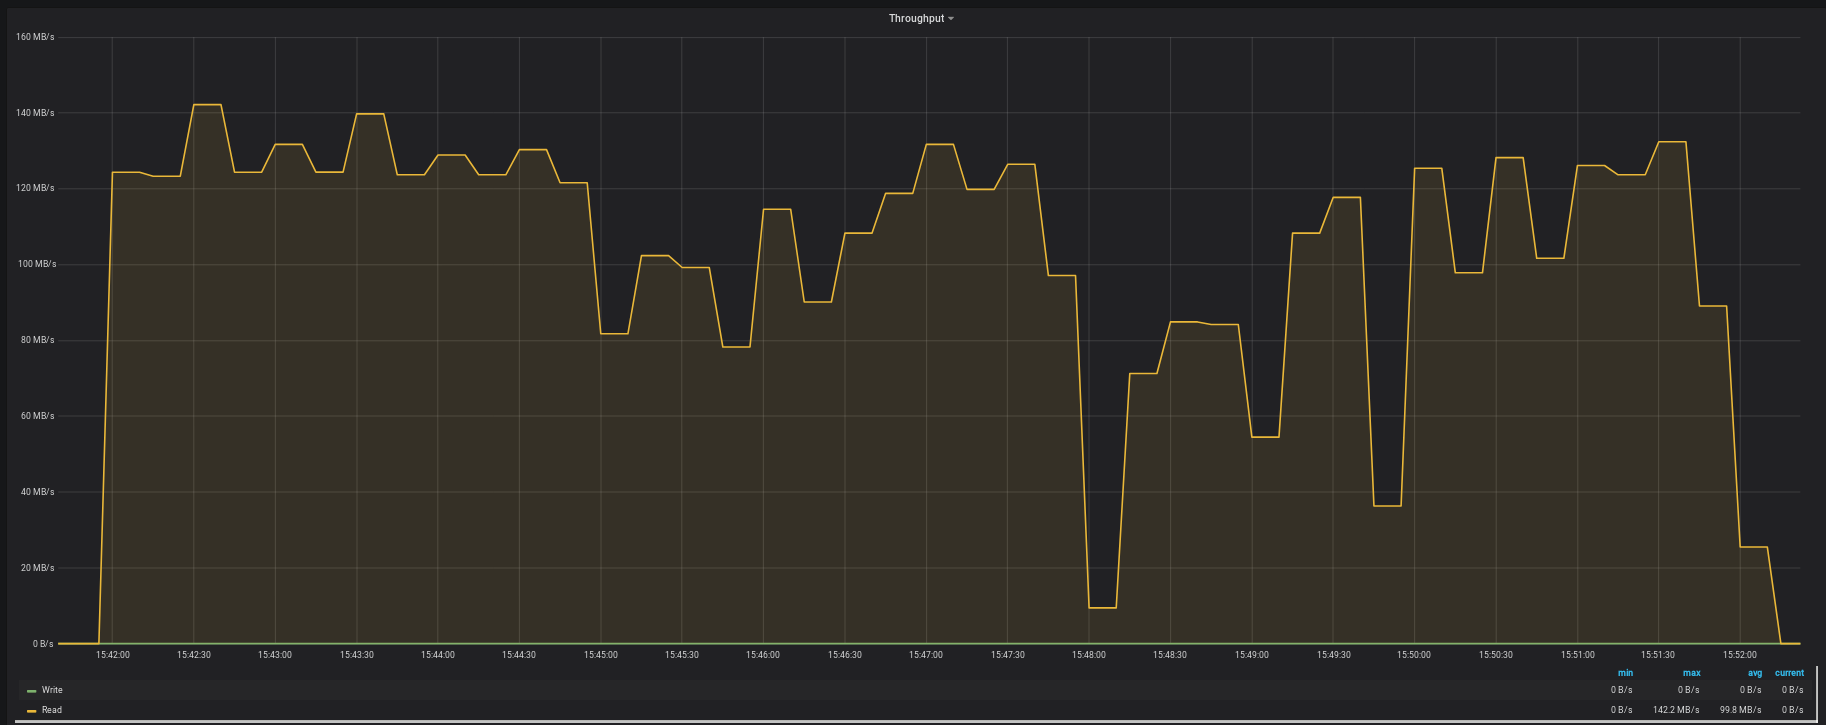 Throughput
160 MB/s
140 MB/s
120 MB/s
100 MB/s
80 MB/s
60 MB/s
40 MB/s
20 MB/s
0 B/s
15:42:00 15:42:30 15:43:00 15:43:30 15:44:00 15:44:30 15:45:00 15:45:30 15:46:00 15:46:30 15:47:00 15:47:30 15:48:00 15:48:30 15:49:00 15:49:30 15:50:00 15:50:30 15:51:00 15:51:30 15:52:00
min max avg current
Write 0 B/s 0 B/s 0 B/s 0 B/s
Read 0 B/s 142.2 MB/s 99.8 MB/s 0 B/s